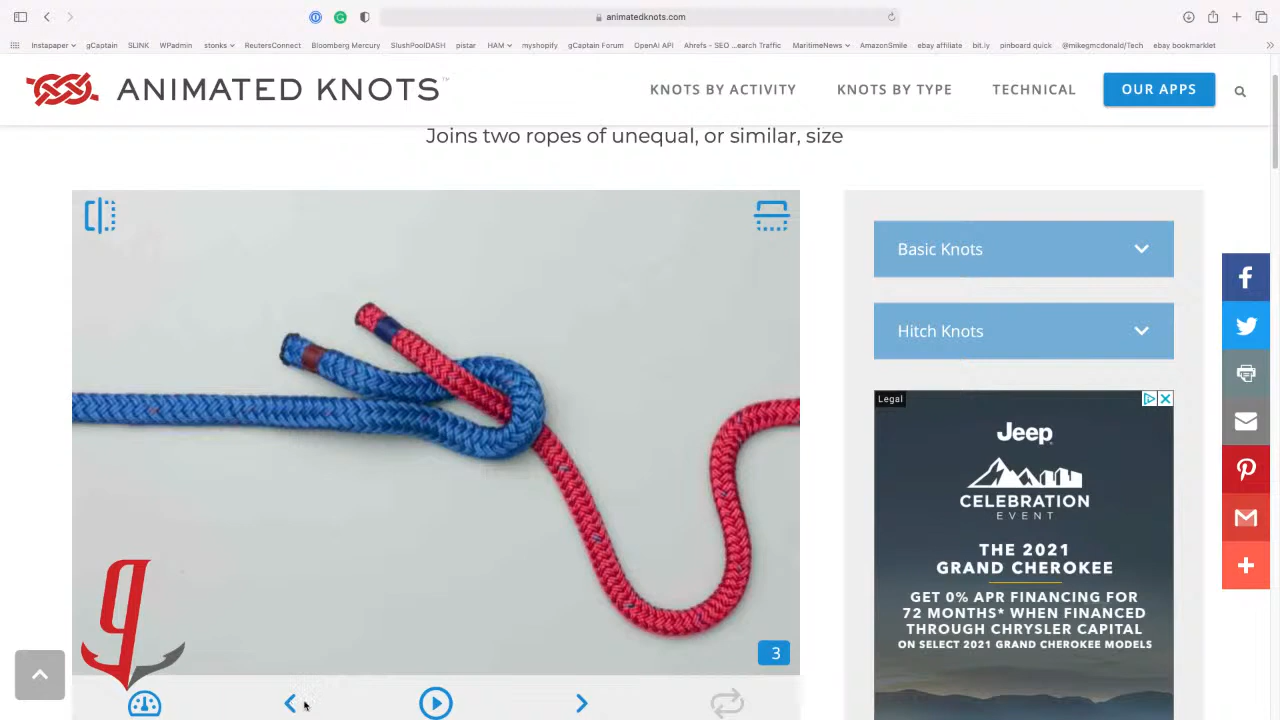 animatedknots.com
Instapaper gCaptain SLINK WPadmin stonks ReutersConnect Bloomberg Mercury SlushPoolDASH pistar HAM myshopify gCaptain Forum OpenAI API Ahrefs - SEO ...earch Traffic MaritimeNews AmazonSmile ebay affiliate bit.ly pinboard quick @mikegmcdonald/Tech ebay bookmarklet
ANIMATED KNOTS™ KNOTS BY ACTIVITY KNOTS BY TYPE TECHNICAL OUR APPS
Joins two ropes of unequal, or similar, size
Basic Knots
Hitch Knots
Legal
Jeep
CELEBRATION
EVENT
THE 2021
GRAND CHEROKEE
GET 0% APR FINANCING FOR
72 MONTHS* WHEN FINANCED
THROUGH CHRYSLER CAPITAL
ON SELECT 2021 GRAND CHEROKEE MODELS
g
3